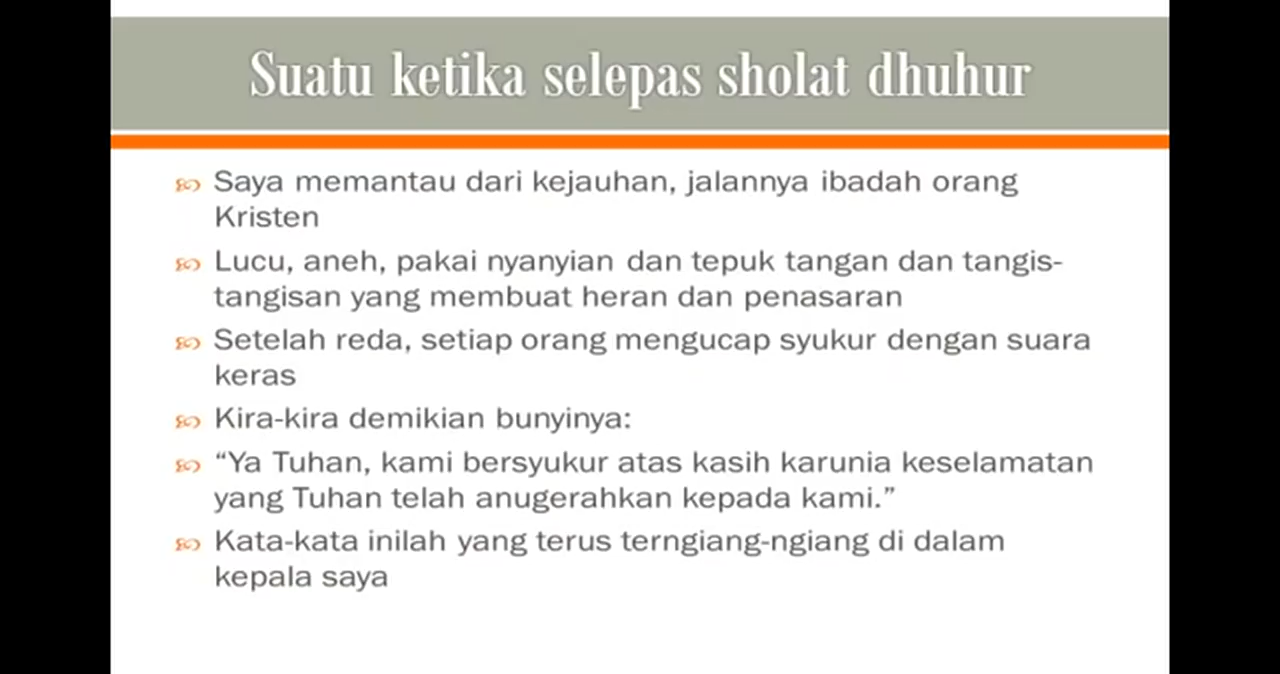 Suatu ketika selepas sholat dhuhur
Saya memantau dari kejauhan, jalannya ibadah orang
Kristen
Lucu, aneh, pakai nyanyian dan tepuk tangan dan tangis-
tangisan yang membuat heran dan penasaran
Setelah reda, setiap orang mengucap syukur dengan suara
keras
Kira-kira demikian bunyinya:
“Ya Tuhan, kami bersyukur atas kasih karunia keselamatan
yang Tuhan telah anugerahkan kepada kami.”
Kata-kata inilah yang terus terngiang-ngiang di dalam
kepala saya